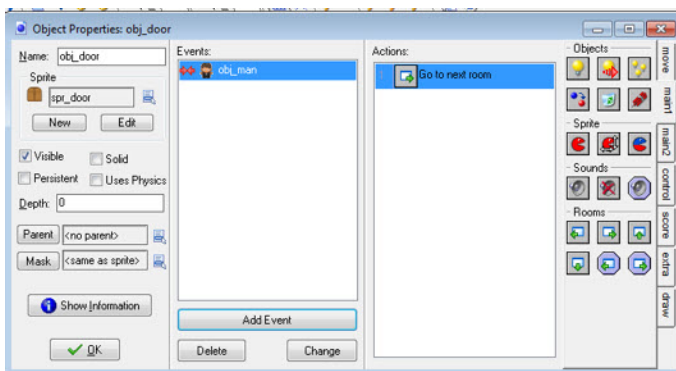 Object Properties: obj_door
Name: obj_door
Sprite
spr_door
New Edit
Visible Solid
Persistent Uses Physics
Depth: 0
Parent <no parent>
Mask <same as sprite>
Show Information
OK
Events:
obj_man
Add Event
Delete Change
Actions:
Go to next room
Objects
Sprite
Sounds
Rooms
move
main1
main2
control
score
extra
draw